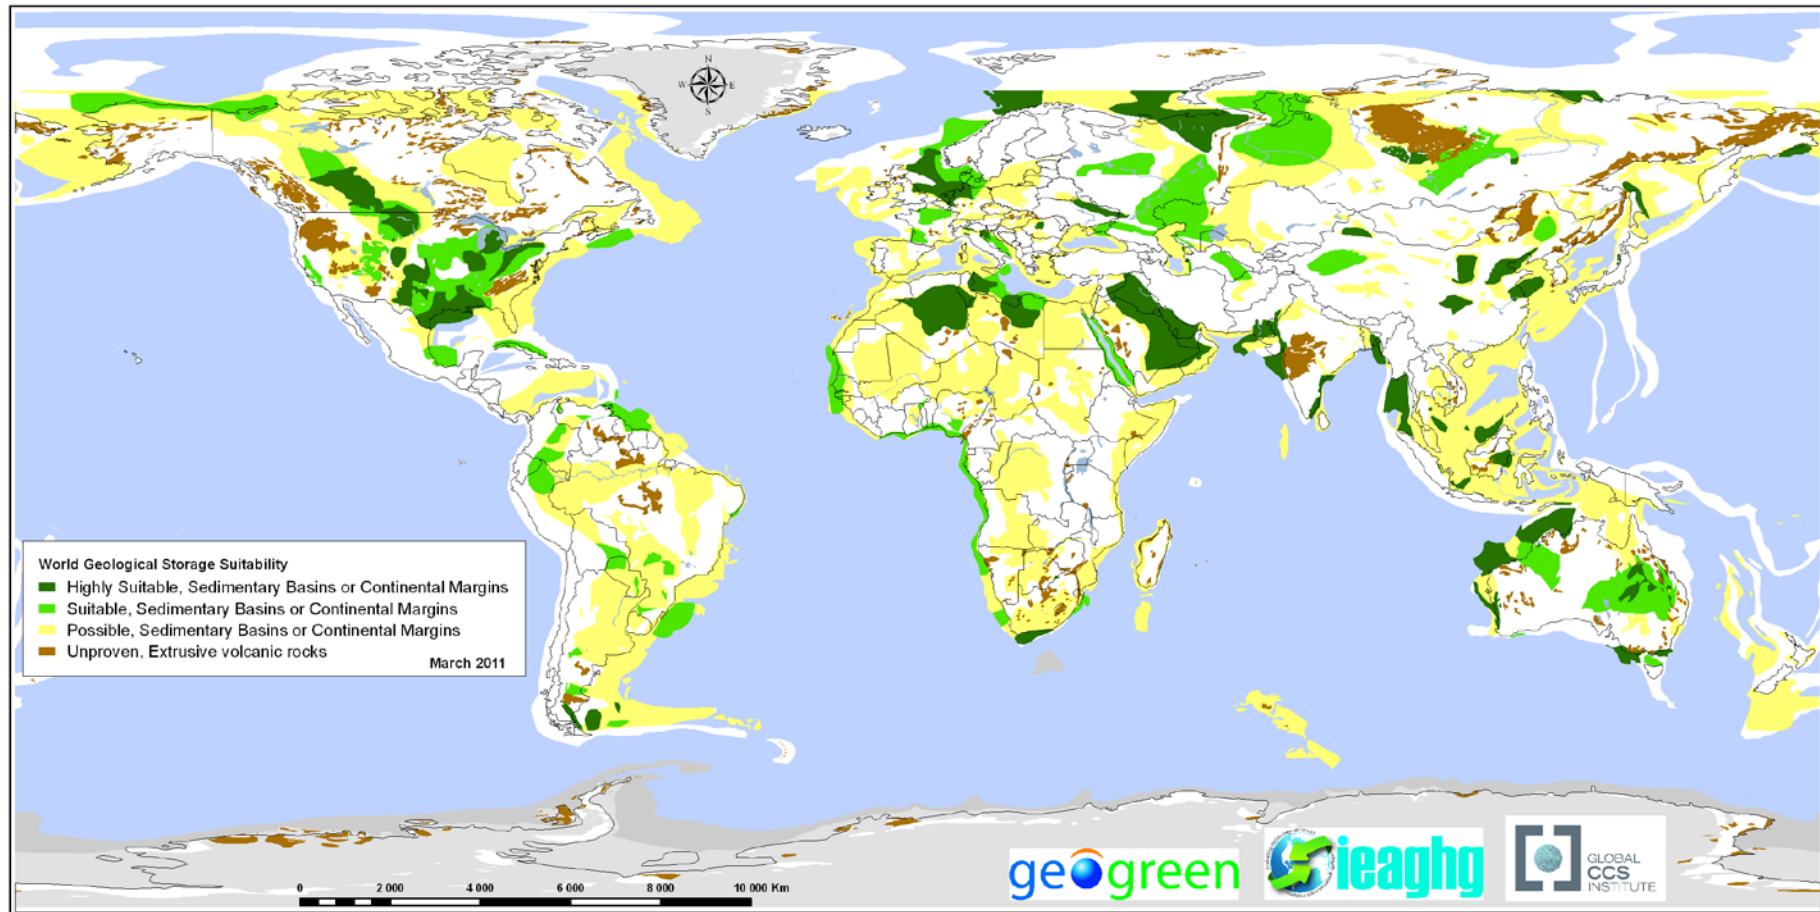 N
W E
S
World Geological Storage Suitability
Highly Suitable, Sedimentary Basins or Continental Margins
Suitable, Sedimentary Basins or Continental Margins
Possible, Sedimentary Basins or Continental Margins
Unproven, Extrusive volcanic rocks
March 2011
0 2 000 4 000 6 000 8 000 10 000 Km
geogreen
ieaghg
GLOBAL
CCS
INSTITUTE